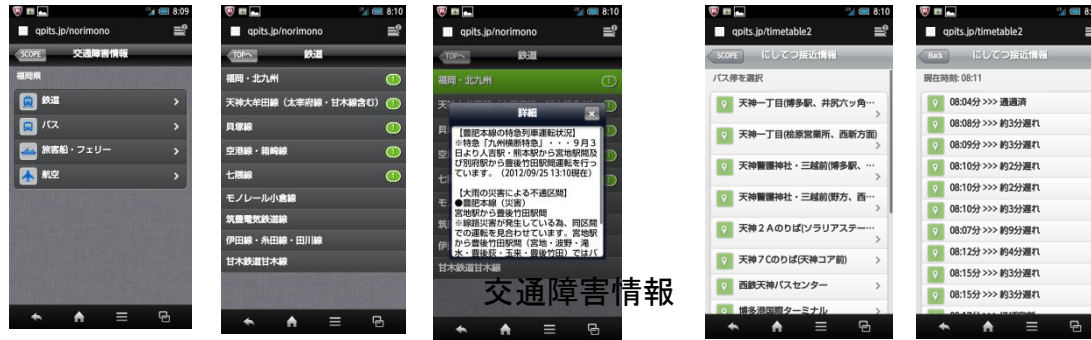 8:09
qpits.jp/norimono
SCOPE
交通障害情報
福岡県
鉄道
バス
旅客船・フェリー
航空
8:10
qpits.jp/norimono
TOPへ
鉄道
福岡・北九州
天神大牟田線（太宰府線・甘木線含む）
貝塚線
空港線・箱崎線
七隈線
モノレール小倉線
筑豊電気鉄道線
伊田線・糸田線・田川線
甘木鉄道甘木線
8:10
qpits.jp/norimono
TOPへ
鉄道
福岡・北九州
詳細
【豊肥本線の特急列車運転状況】
※特急「九州横断特急」・・・９月３
日より人吉駅・熊本駅から宮地駅間及
び別府駅から豊後竹田駅間運転を行っ
ています。（2012/09/25 13:10現在）
【大雨の災害による不通区間】
●豊肥本線（災害）
宮地駅から豊後竹田駅間
※線路災害が発生している為、同区間
での運転を見合わせています。宮地駅
から豊後竹田駅間（宮地・波野・滝
水・豊後荻・玉来・豊後竹田）ではバ
甘木鉄道甘木線
交通障害情報
8:10
qpits.jp/timetable2
SCOPE
にしてつ接近情報
バス停を選択
天神一丁目(博多駅、井尻六ッ角…
天神一丁目(桧原営業所、西新方面)
天神警固神社・三越前(博多駅、…
天神警固神社・三越前(野方、西…
天神２Ａのりば(ソラリアステー…
天神７Cのりば(天神コア前)
西鉄天神バスセンター
博多港国際ターミナル
qpits.jp/timetable2
Back
にしてつ接近情報
現在時刻: 08:11
08:04分 >>> 通過済
08:08分 >>> 約3分遅れ
08:09分 >>> 約3分遅れ
08:10分 >>> 約2分遅れ
08:10分 >>> 約2分遅れ
08:10分 >>> 約3分遅れ
08:07分 >>> 約9分遅れ
08:12分 >>> 約4分遅れ
08:15分 >>> 約3分遅れ
08:15分 >>> 約3分遅れ